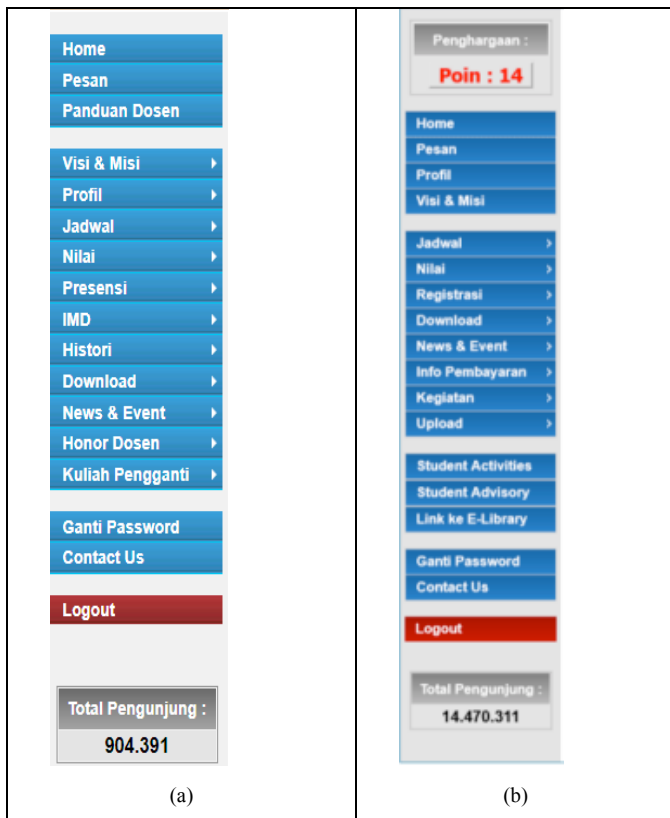 Home
Pesan
Panduan Dosen
Visi & Misi
Profil
Jadwal
Nilai
Presensi
IMD
Histori
Download
News & Event
Honor Dosen
Kuliah Pengganti
Ganti Password
Contact Us
Logout
Total Pengunjung :
904.391
(a)
Penghargaan :
Poin : 14
Home
Pesan
Profil
Visi & Misi
Jadwal
Nilai
Registrasi
Download
News & Event
Info Pembayaran
Kegiatan
Upload
Student Activities
Student Advisory
Link ke E-Library
Ganti Password
Contact Us
Logout
Total Pengunjung :
14.470.311
(b)